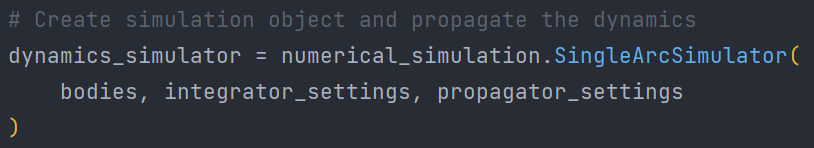 # Create simulation object and propagate the dynamics
dynamics_simulator = numerical_simulation.SingleArcSimulator(
    bodies, integrator_settings, propagator_settings
)